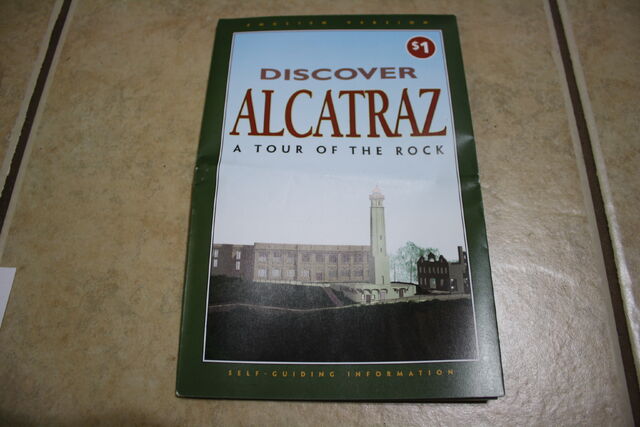 ENGLISH VERSION
$1
DISCOVER
ALCATRAZ
A TOUR OF THE ROCK
SELF-GUIDING INFORMATION